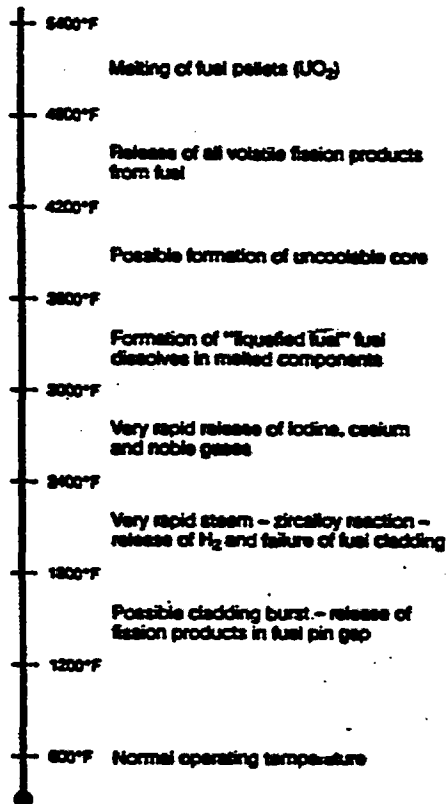 5400°F
Melting of fuel pellets (UO₂)
4800°F
Release of all volatile fission products
from fuel
4200°F
Possible formation of uncoolable core
3600°F
Formation of "liquefied fuel" fuel
dissolves in melted components
3000°F
Very rapid release of iodine, cesium
and noble gases
2400°F
Very rapid steam – zircalloy reaction –
release of H₂ and failure of fuel cladding
1800°F
Possible cladding burst – release of
fission products in fuel pin gap
1200°F
600°F Normal operating temperature